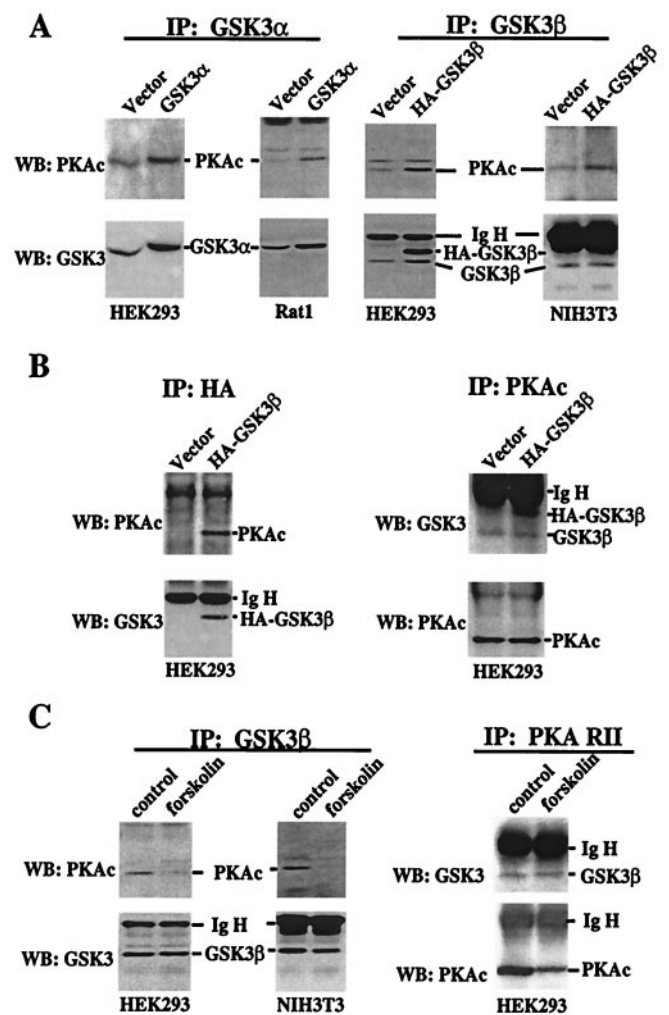 A
IP: GSK3α
IP: GSK3β
Vector
GSK3α
Vector
GSK3α
Vector
HA-GSK3β
Vector
HA-GSK3β
WB: PKAc
PKAc
PKAc
WB: GSK3
GSK3α
Ig H
HA-GSK3β
GSK3β
HEK293
Rat1
HEK293
NIH3T3
B
IP: HA
IP: PKAc
Vector
HA-GSK3β
Vector
HA-GSK3β
WB: PKAc
PKAc
WB: GSK3
Ig H
HA-GSK3β
GSK3β
WB: GSK3
Ig H
HA-GSK3β
WB: PKAc
PKAc
HEK293
HEK293
C
IP: GSK3β
IP: PKA RII
control
forskolin
control
forskolin
control
forskolin
WB: PKAc
PKAc
WB: GSK3
Ig H
GSK3β
WB: GSK3
Ig H
GSK3β
WB: PKAc
Ig H
PKAc
HEK293
NIH3T3
HEK293